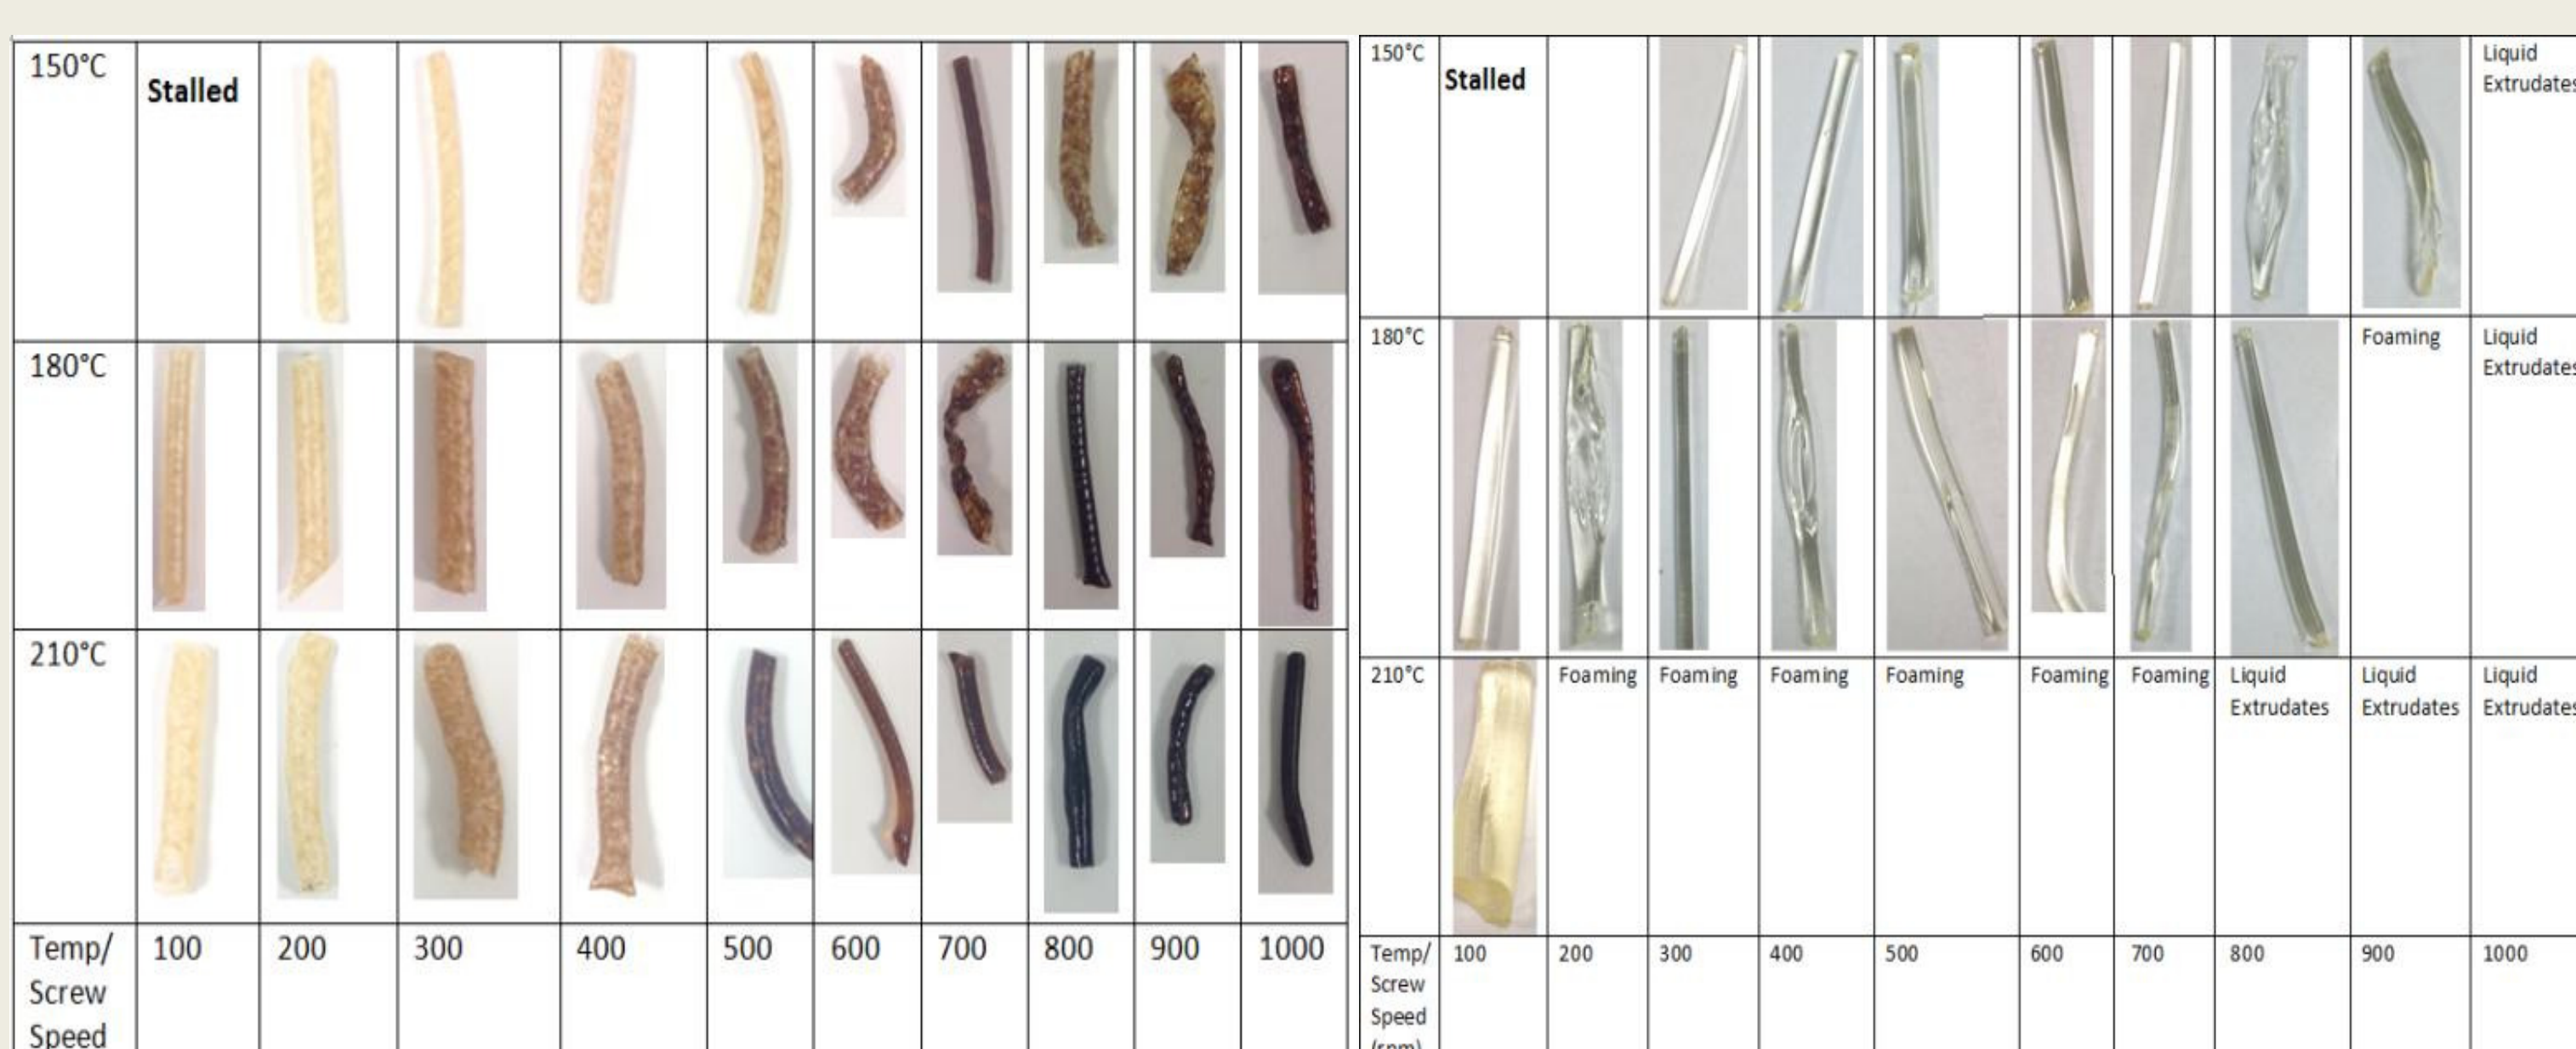 150°C
Stalled
180°C
210°C
Temp/ 100 200 300 400 500 600 700 800 900 1000
Screw
Speed
150°C
Stalled
Liquid
Extrudates
180°C
Foaming
Liquid
Extrudates
210°C Foaming Foaming Foaming Foaming Foaming Foaming Liquid Liquid Liquid
Extrudates Extrudates Extrudates
Temp/ 100 200 300 400 500 600 700 800 900 1000
Screw
Speed
(rpm)